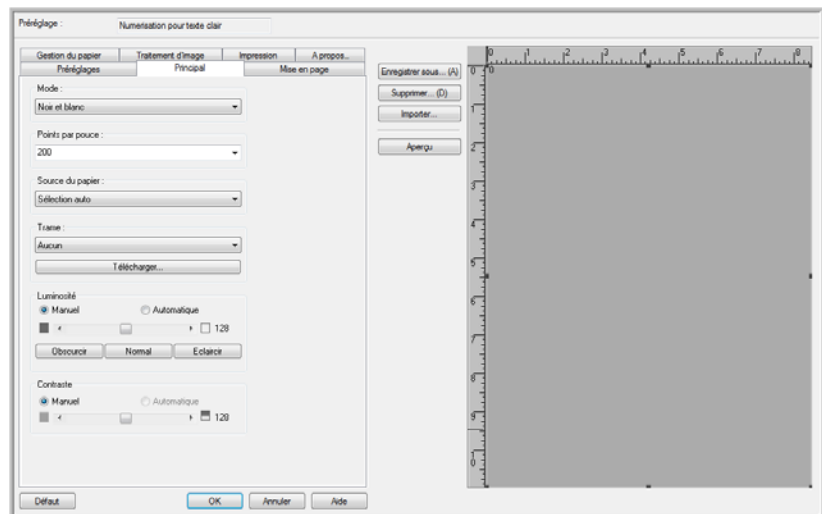 Préréglage :
Numerisation pour texte clair
Gestion du papier
Traitement d'image
Impression
A propos...
Préréglages
Principal
Mise en page
Mode :
Noir et blanc
Points par pouce :
200
Source du papier :
Sélection auto
Trame :
Aucun
Télécharger...
Luminosité
Manuel
Automatique
128
Obscurcir
Normal
Eclaircir
Contraste
Manuel
Automatique
128
Enregistrer sous... (A)
Supprimer... (D)
Importer...
Aperçu
0 1 2 3 4 5 6 7 8
0
0
1
2
3
4
5
6
7
8
9
10
Défaut
OK
Annuler
Aide